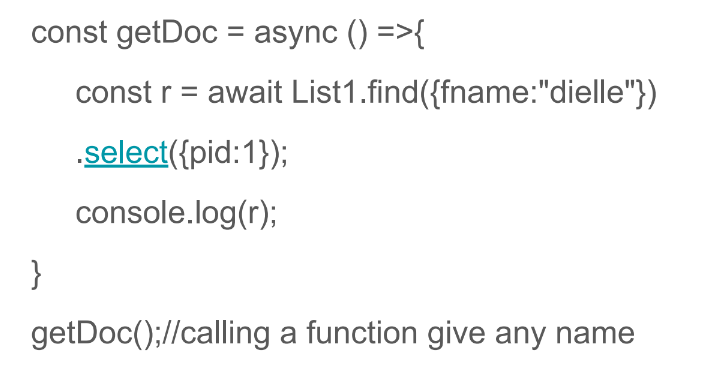 const getDoc = async () =>{
const r = await List1.find({fname:"dielle"})
.select({pid:1});
console.log(r);
}
getDoc();//calling a function give any name